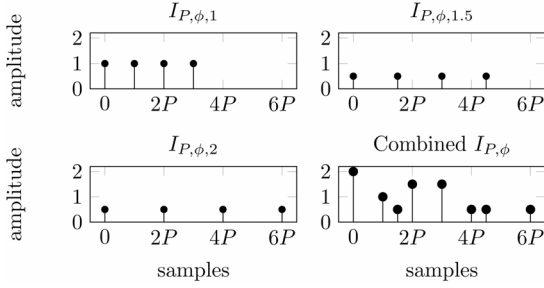 I_{P,ϕ,1}
I_{P,ϕ,1.5}
amplitude
2
1
0
0 2P 4P 6P
2
1
0
0 2P 4P 6P
I_{P,ϕ,2}
Combined I_{P,ϕ}
amplitude
2
1
0
0 2P 4P 6P
samples
2
1
0
0 2P 4P 6P
samples